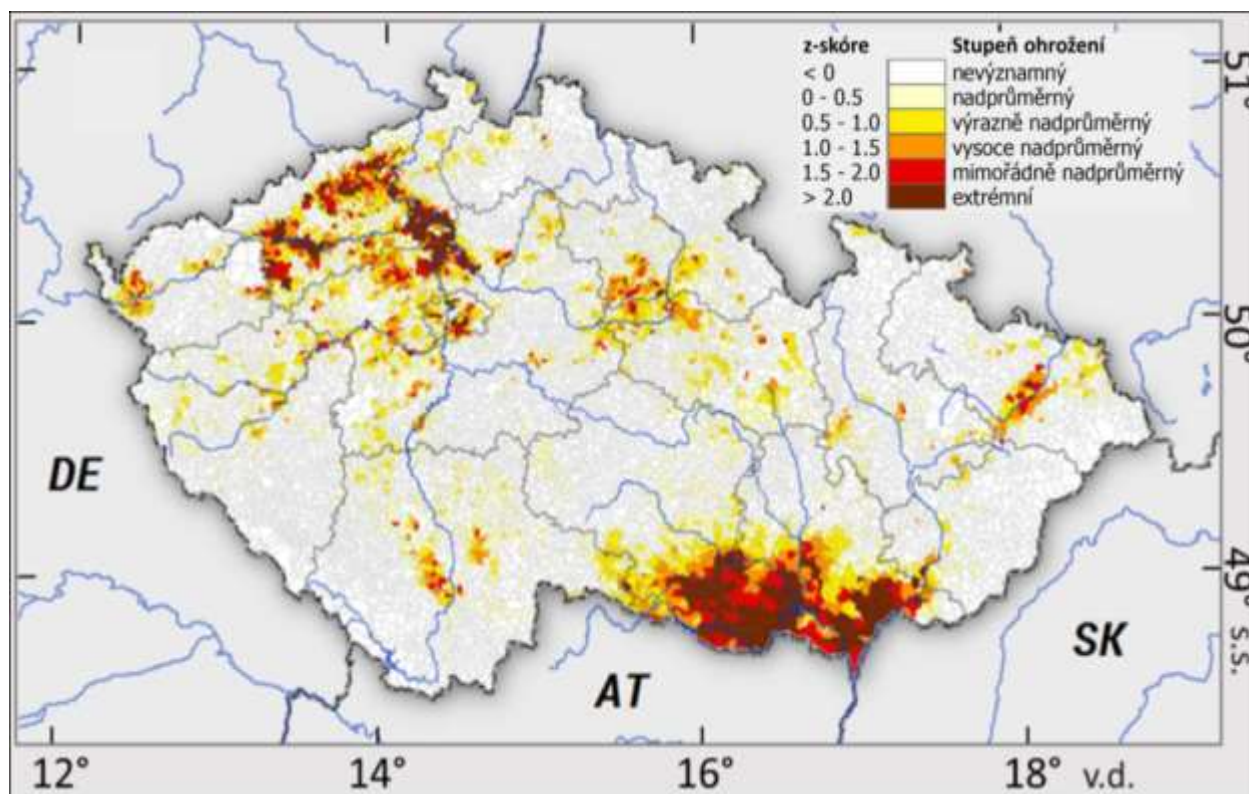 z-skóre Stupeň ohrožení
< 0 nevýznamný
0 - 0.5 nadprůměrný
0.5 - 1.0 výrazně nadprůměrný
1.0 - 1.5 vysoce nadprůměrný
1.5 - 2.0 mimořádně nadprůměrný
> 2.0 extrémní
51°
50°
49° s.š.
DE
AT
SK
12° 14° 16° 18° v.d.